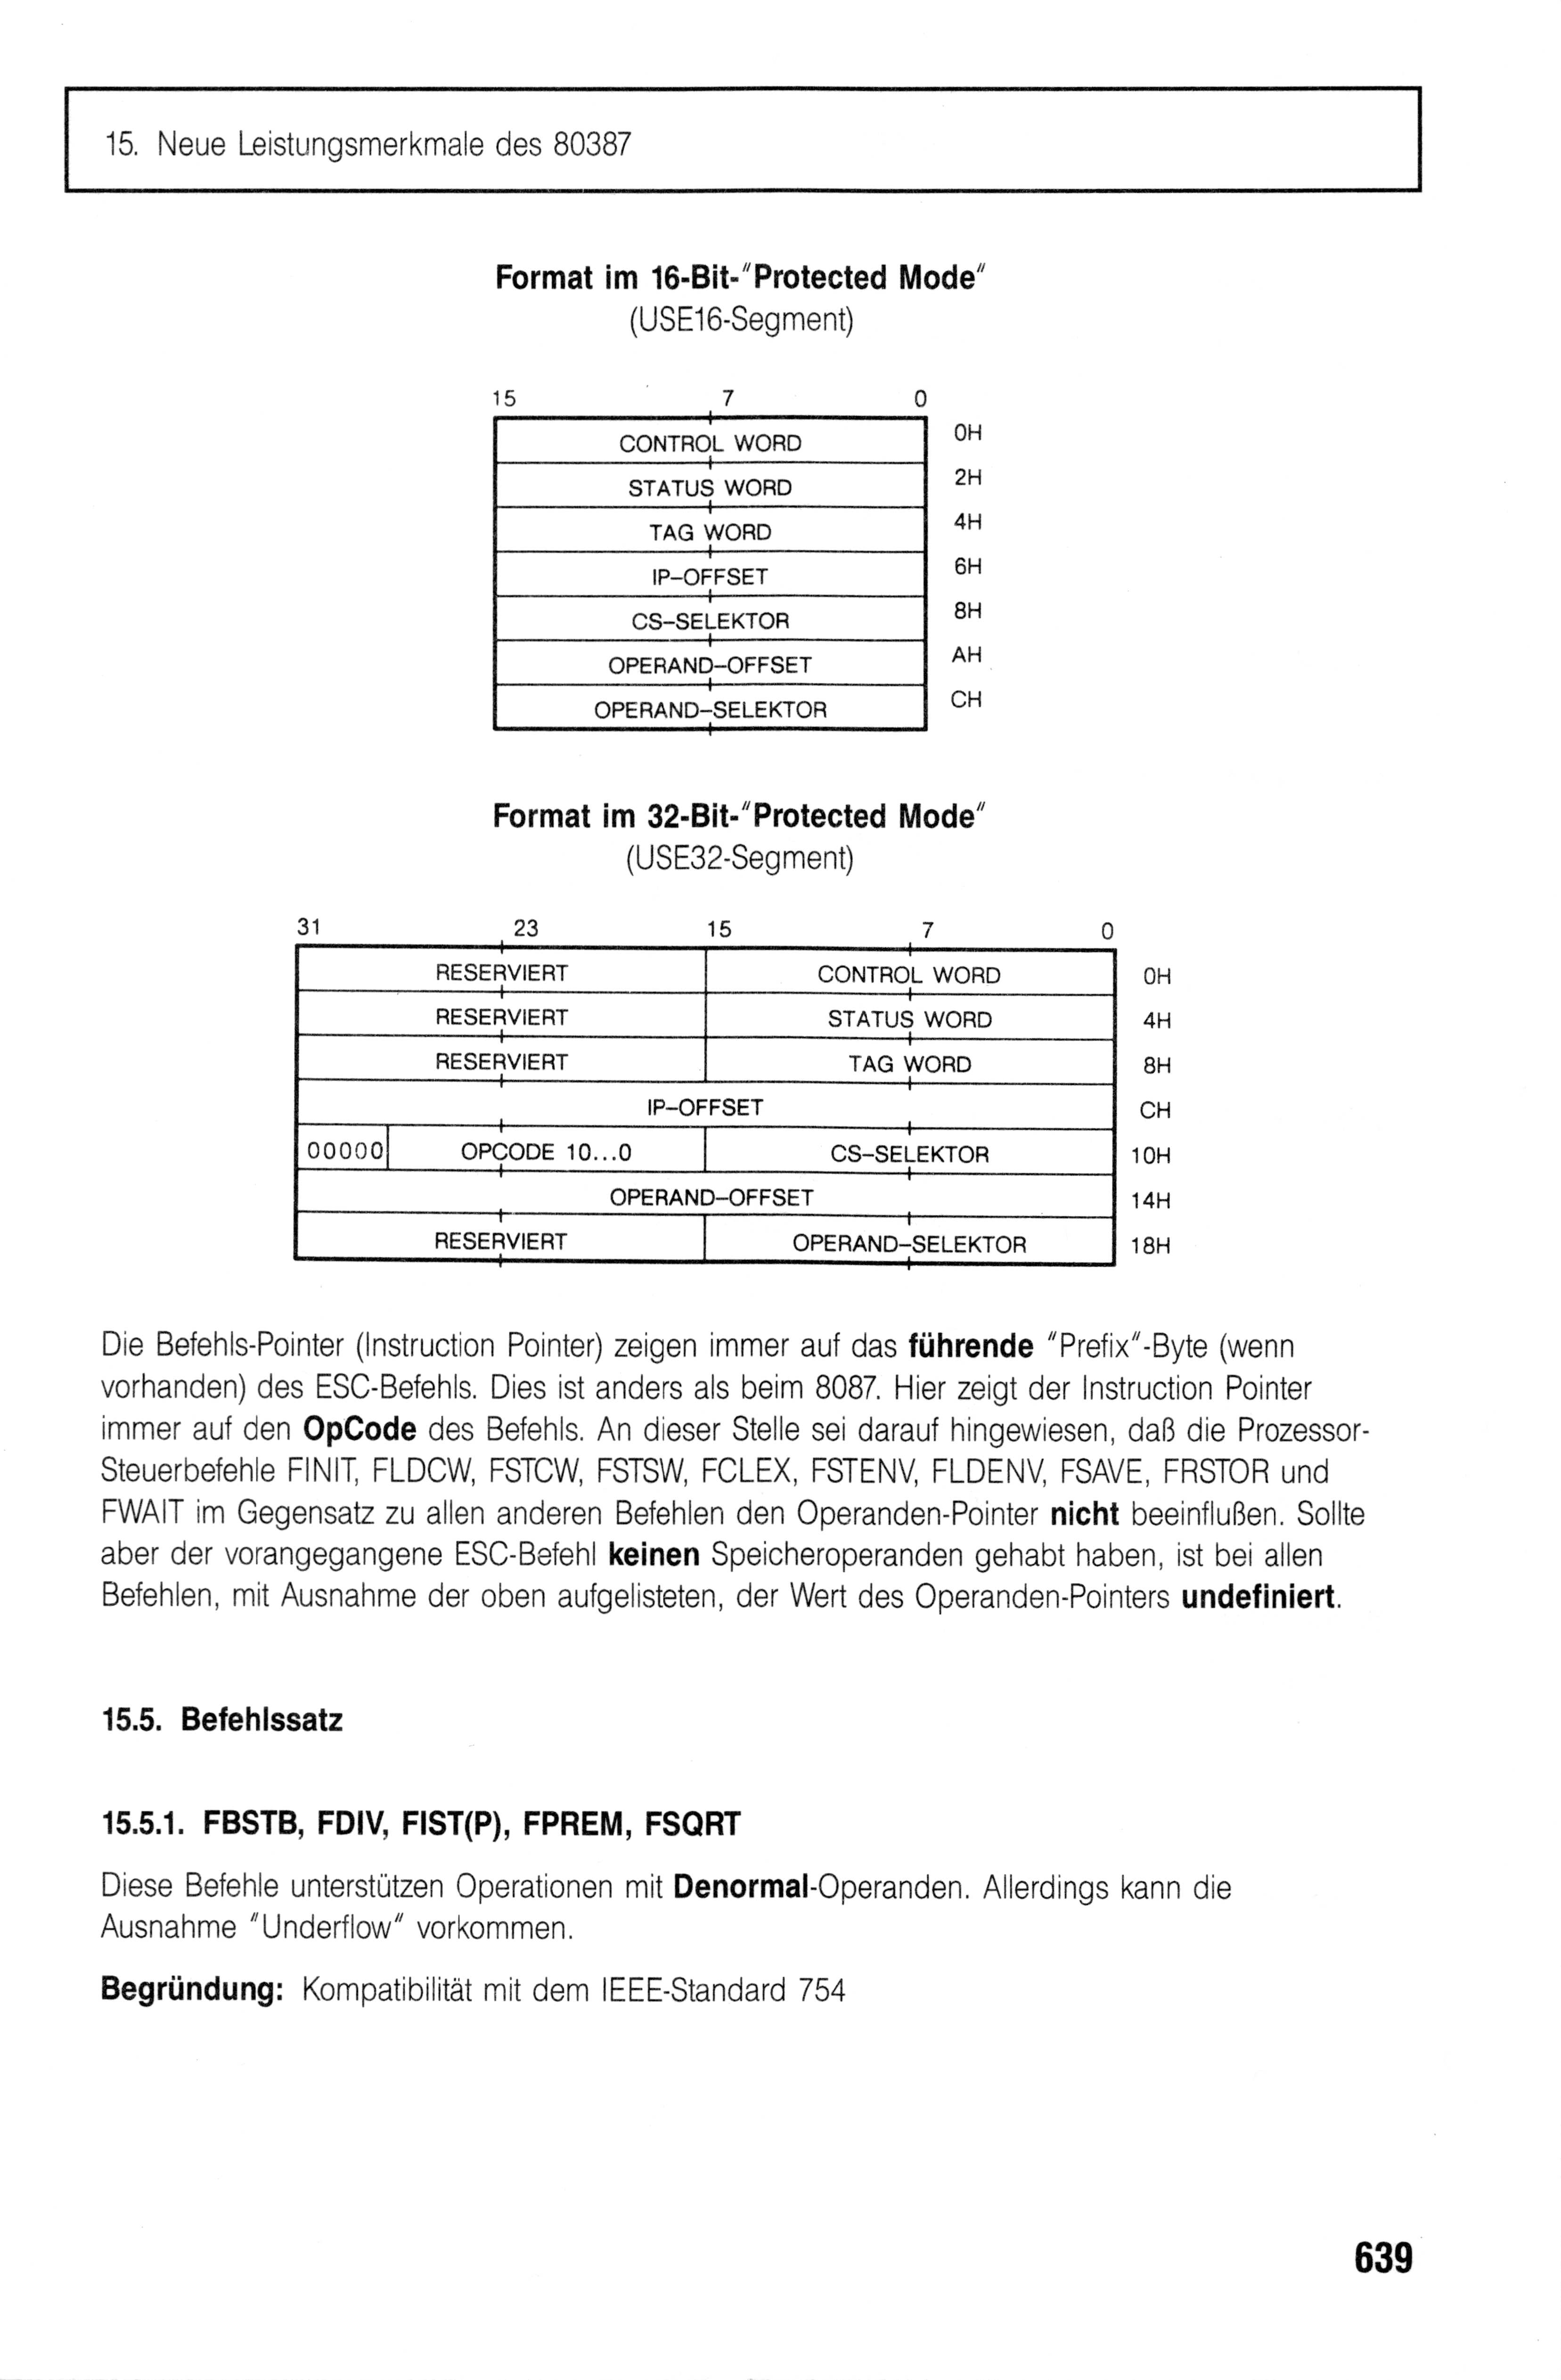 15. Neue Leistungsmerkmale des 80387
Format im 16-Bit-"Protected Mode"
(USE16-Segment)
15 7 0
CONTROL WORD 0H
STATUS WORD 2H
TAG WORD 4H
IP-OFFSET 6H
CS-SELEKTOR 8H
OPERAND-OFFSET AH
OPERAND-SELEKTOR CH
Format im 32-Bit-"Protected Mode"
(USE32-Segment)
31 23 15 7 0
RESERVIERT CONTROL WORD 0H
RESERVIERT STATUS WORD 4H
RESERVIERT TAG WORD 8H
IP-OFFSET CH
00000 OPCODE 10...0 CS-SELEKTOR 10H
OPERAND-OFFSET 14H
RESERVIERT OPERAND-SELEKTOR 18H
Die Befehls-Pointer (Instruction Pointer) zeigen immer auf das führende "Prefix"-Byte (wenn
vorhanden) des ESC-Befehls. Dies ist anders als beim 8087. Hier zeigt der Instruction Pointer
immer auf den OpCode des Befehls. An dieser Stelle sei darauf hingewiesen, daß die Prozessor-
Steuerbefehle FINIT, FLDCW, FSTCW, FSTSW, FCLEX, FSTENV, FLDENV, FSAVE, FRSTOR und
FWAIT im Gegensatz zu allen anderen Befehlen den Operanden-Pointer nicht beeinflußen. Sollte
aber der vorangegangene ESC-Befehl keinen Speicheroperanden gehabt haben, ist bei allen
Befehlen, mit Ausnahme der oben aufgelisteten, der Wert des Operanden-Pointers undefiniert.
15.5. Befehlssatz
15.5.1. FBSTB, FDIV, FIST(P), FPREM, FSQRT
Diese Befehle unterstützen Operationen mit Denormal-Operanden. Allerdings kann die
Ausnahme "Underflow" vorkommen.
Begründung: Kompatibilität mit dem IEEE-Standard 754
639